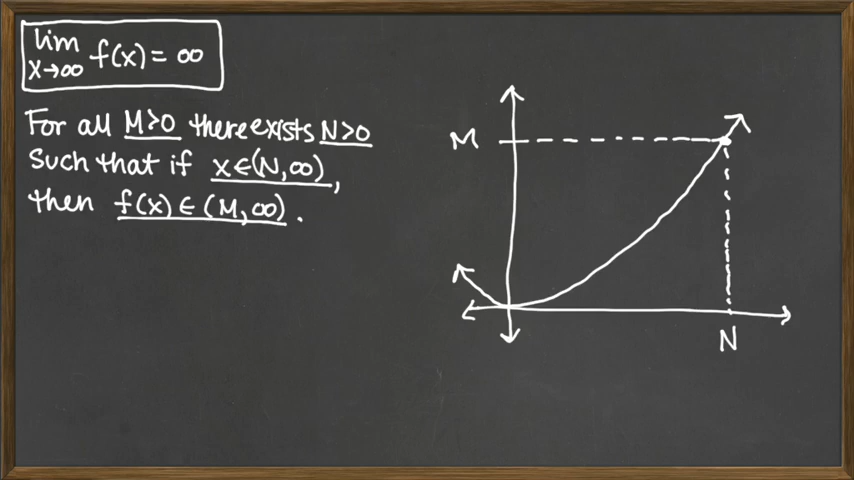 lim
x→∞ f(x) = ∞
For all M>0 there exists N>0
Such that if x∈(N,∞),
then f(x) ∈ (M,∞).
M
N